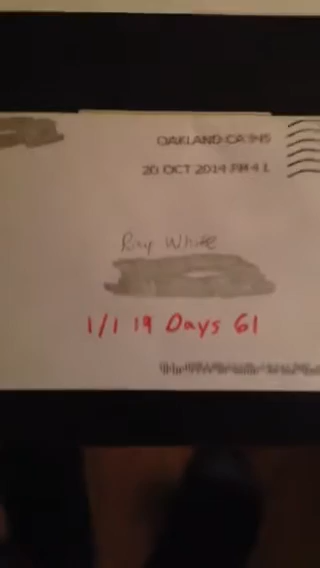 OAKLAND CA 945
20 OCT 2014 PM 4 L
Ray White
1/1 19 Days 61